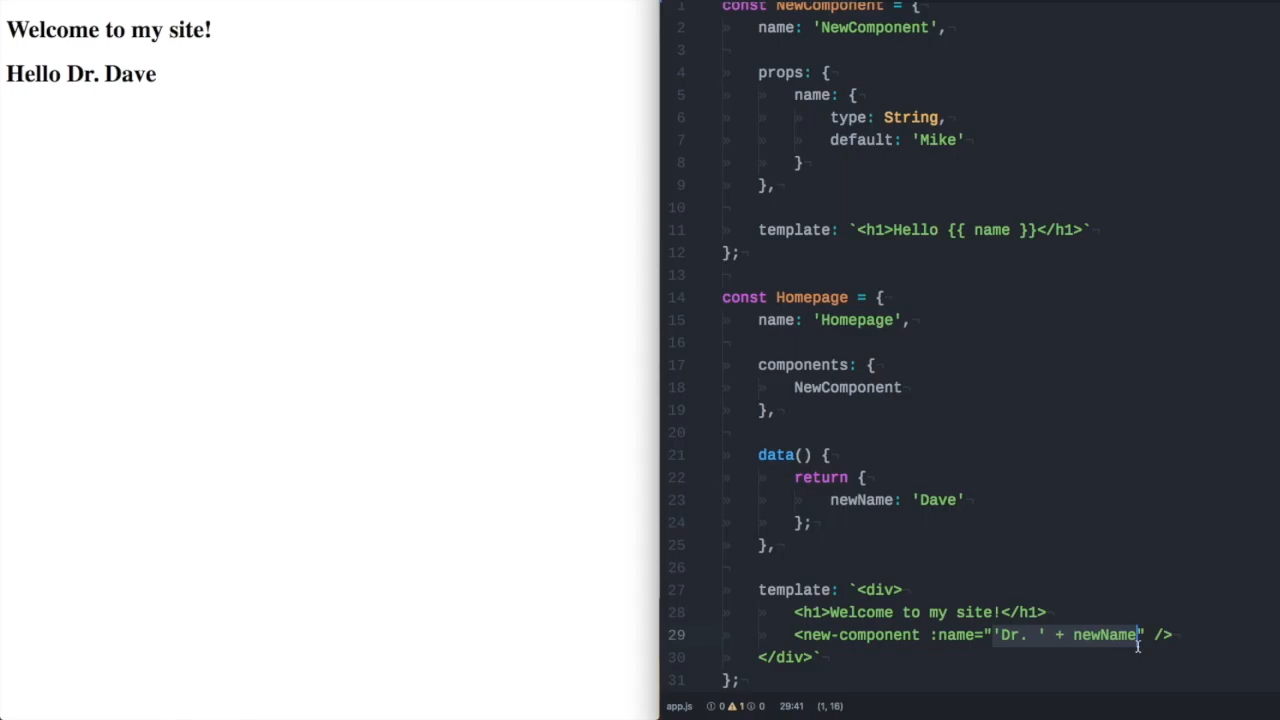 Welcome to my site!
Hello Dr. Dave
1 const NewComponent = {
2 name: 'NewComponent',
3
4 props: {
5 name: {
6 type: String,
7 default: 'Mike'
8 }
9 },
10
11 template: `<h1>Hello {{ name }}</h1>`
12 };
13
14 const Homepage = {
15 name: 'Homepage',
16
17 components: {
18 NewComponent
19 },
20
21 data() {
22 return {
23 newName: 'Dave'
24 };
25 },
26
27 template: `<div>
28 <h1>Welcome to my site!</h1>
29 <new-component :name="'Dr. ' + newName" />
30 </div>`
31 };
app.js 0 1 0 29:41 (1, 16)